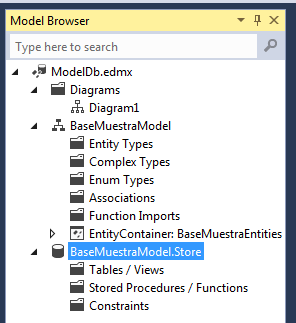 Model Browser
Type here to search
ModelDb.edmx
Diagrams
Diagram1
BaseMuestraModel
Entity Types
Complex Types
Enum Types
Associations
Function Imports
EntityContainer: BaseMuestraEntities
BaseMuestraModel.Store
Tables / Views
Stored Procedures / Functions
Constraints